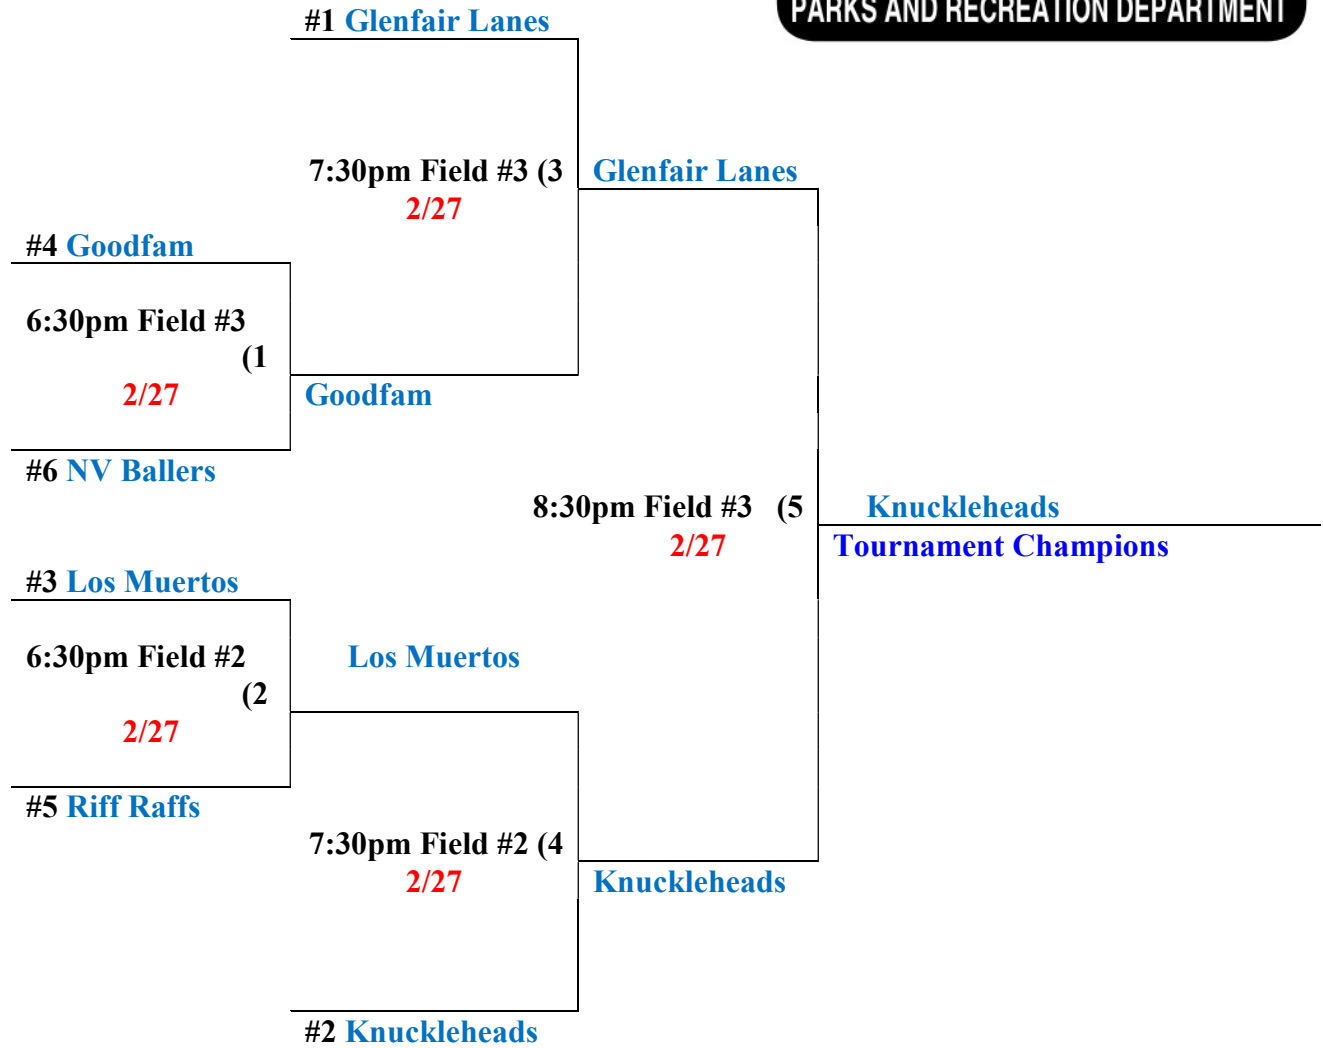 PARKS AND RECREATION DEPARTMENT
#1 Glenfair Lanes
7:30pm Field #3 (3
2/27
Glenfair Lanes
#4 Goodfam
6:30pm Field #3
(1
2/27
Goodfam
#6 NV Ballers
8:30pm Field #3 (5
2/27
Knuckleheads
Tournament Champions
#3 Los Muertos
6:30pm Field #2
(2
2/27
Los Muertos
#5 Riff Raffs
7:30pm Field #2 (4
2/27
Knuckleheads
#2 Knuckleheads